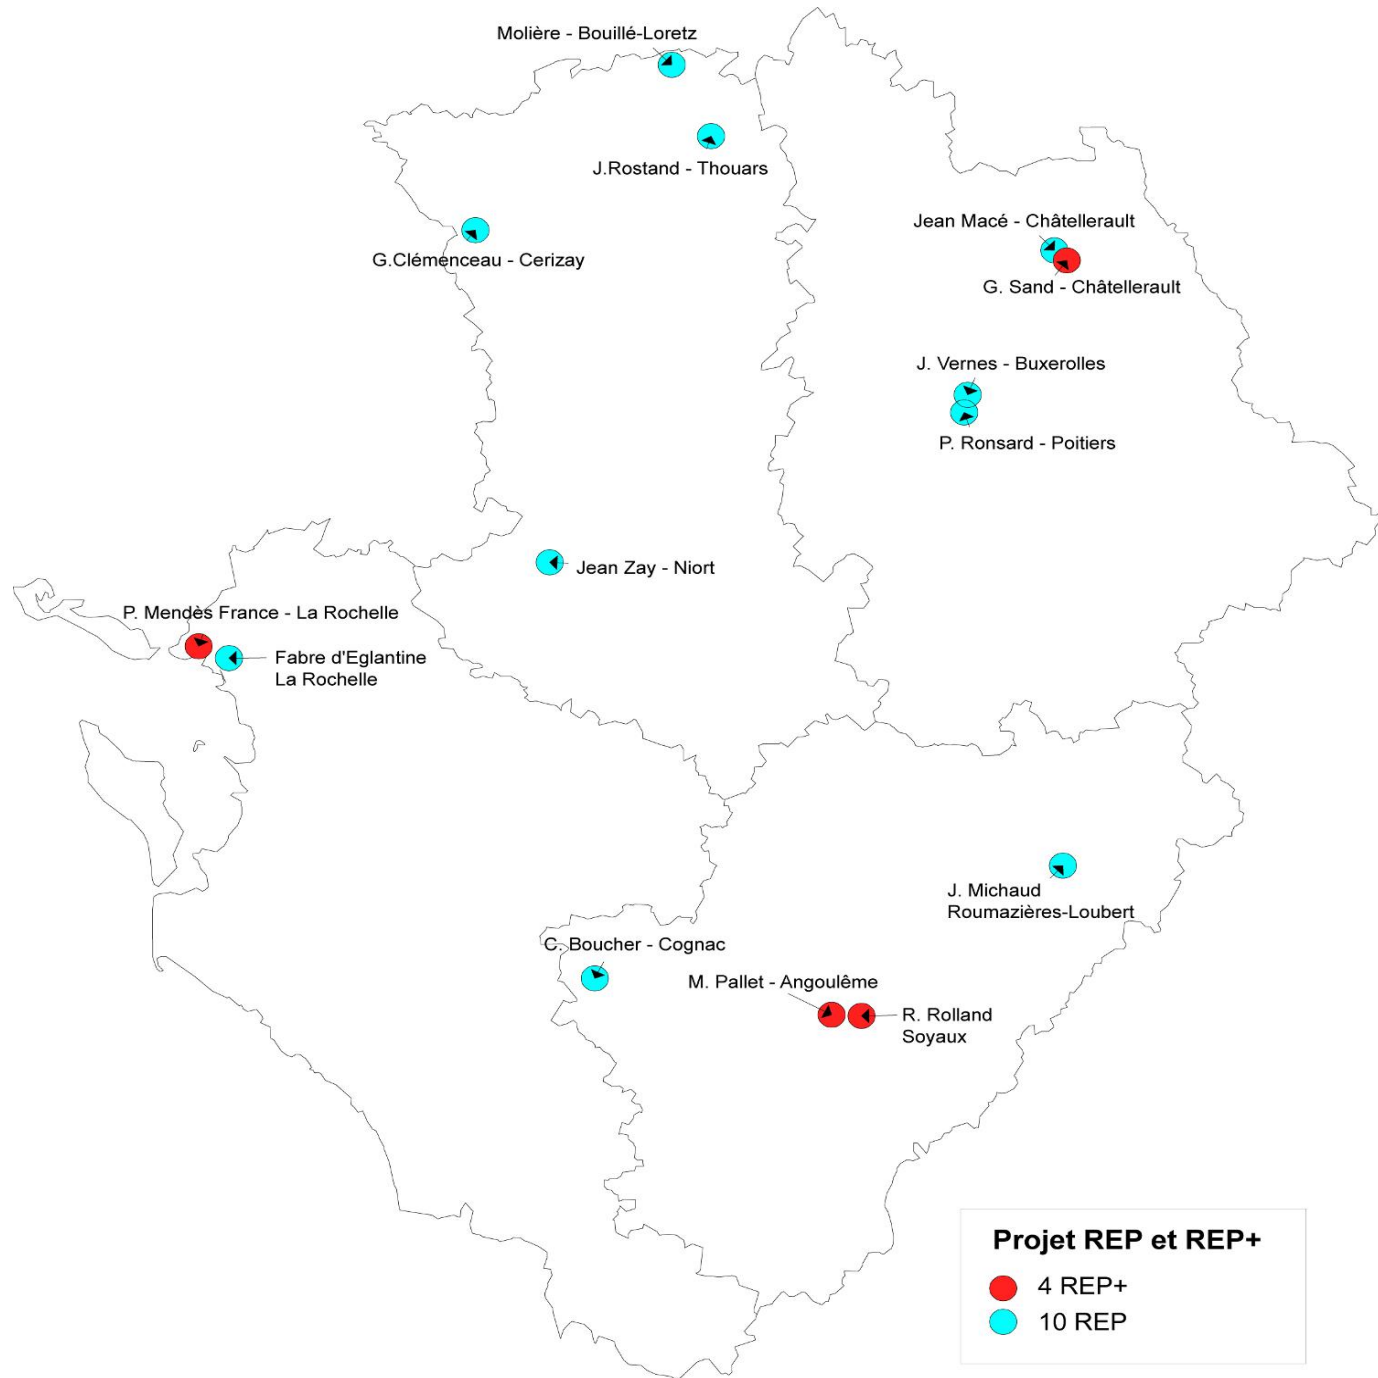 Molière - Bouillé-Loretz
J.Rostand - Thouars
Jean Macé - Châtellerault
G.Clémenceau - Cerizay
G. Sand - Châtellerault
J. Vernes - Buxerolles
P. Ronsard - Poitiers
Jean Zay - Niort
P. Mendès France - La Rochelle
Fabre d'Eglantine
La Rochelle
J. Michaud
Roumazières-Loubert
C. Boucher - Cognac
M. Pallet - Angoulême
R. Rolland
Soyaux
Projet REP et REP+
4 REP+
10 REP